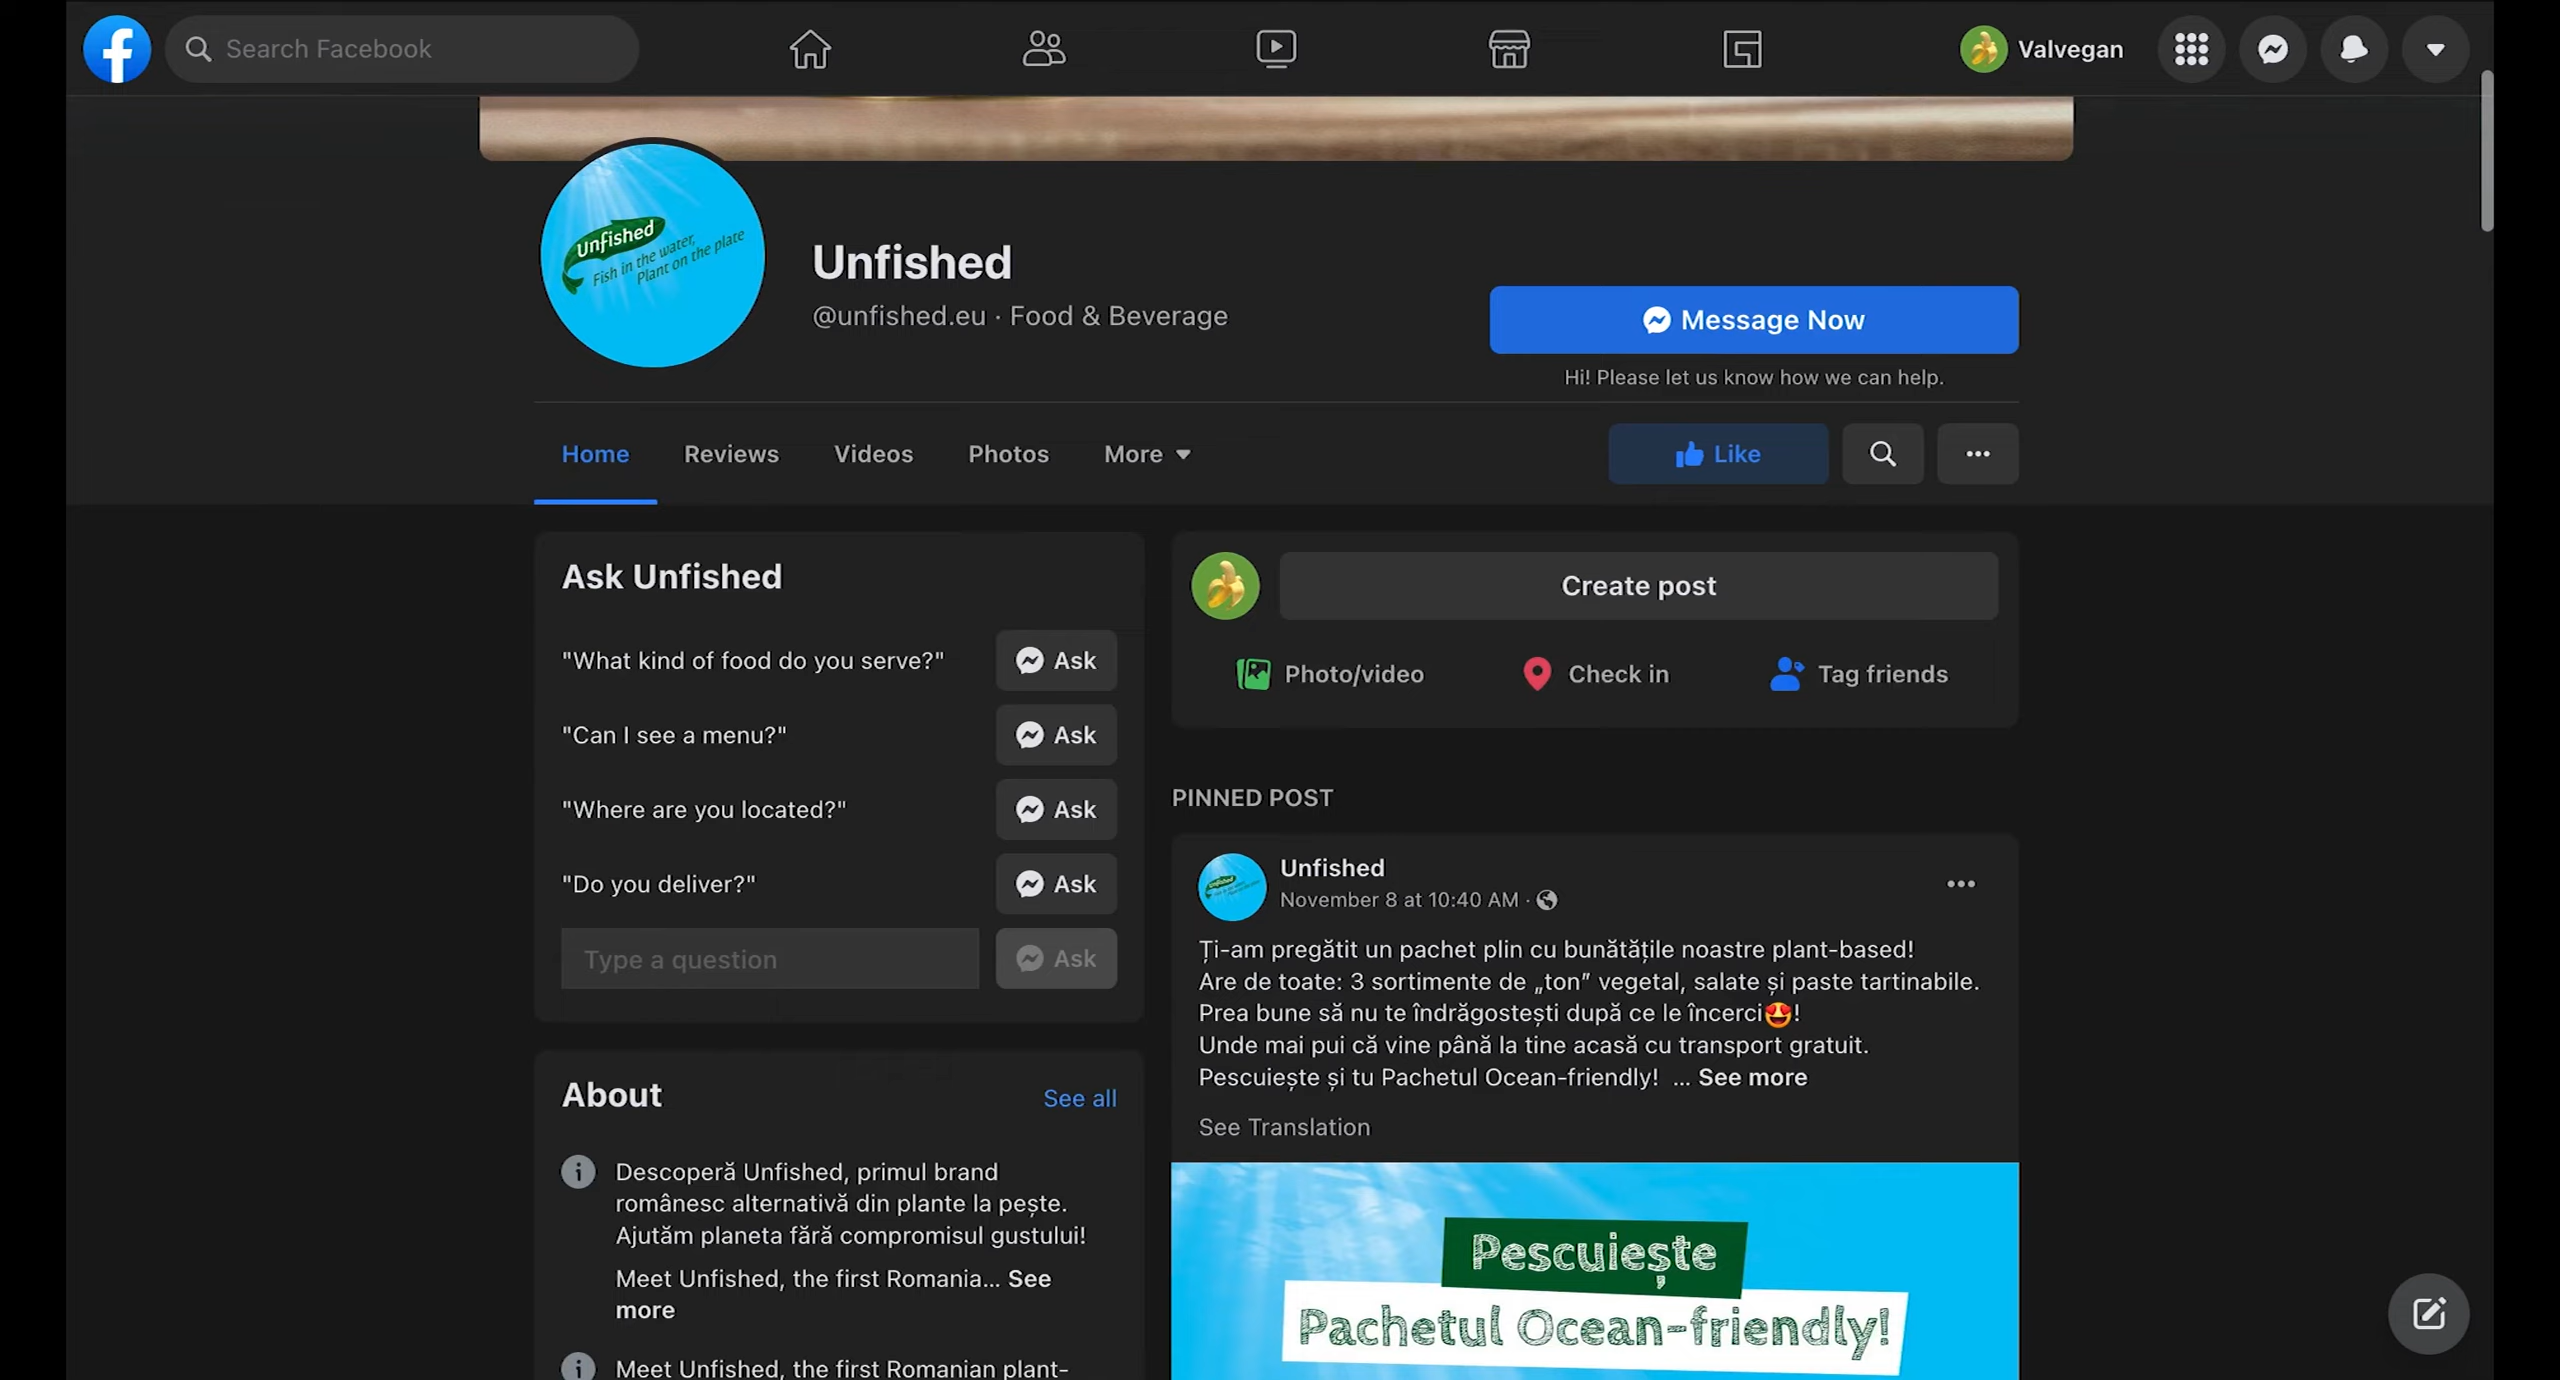 Search Facebook
Valvegan
Unfished
Fish in the water,
Plant on the plate
Unfished
@unfished.eu · Food & Beverage
Message Now
Hi! Please let us know how we can help.
Home
Reviews
Videos
Photos
More
Like
Ask Unfished
"What kind of food do you serve?"
Ask
"Can I see a menu?"
Ask
"Where are you located?"
Ask
"Do you deliver?"
Ask
Type a question
Ask
About
See all
Descoperă Unfished, primul brand
românesc alternativă din plante la pește.
Ajutăm planeta fără compromisul gustului!
Meet Unfished, the first Romania... See
more
Meet Unfished, the first Romanian plant-
Create post
Photo/video
Check in
Tag friends
PINNED POST
Unfished
November 8 at 10:40 AM ·
Ți-am pregătit un pachet plin cu bunătățile noastre plant-based!
Are de toate: 3 sortimente de „ton” vegetal, salate și paste tartinabile.
Prea bune să nu te îndrăgostești după ce le încerci🤩!
Unde mai pui că vine până la tine acasă cu transport gratuit.
Pescuiește și tu Pachetul Ocean-friendly! ... See more
See Translation
Pescuiește
Pachetul Ocean-friendly!